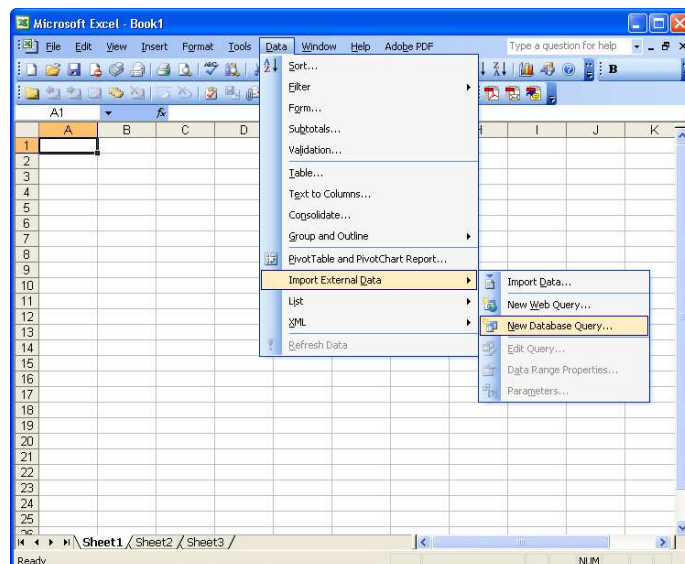 Microsoft Excel - Book1
File Edit View Insert Format Tools Data Window Help Adobe PDF Type a question for help
B
A1 fx
A B C D H I J K
1
2
3
4
5
6
7
8
9
10
11
12
13
14
15
16
17
18
19
20
21
22
23
24
25
26
Sort...
Filter
Form...
Subtotals...
Validation...
Table...
Text to Columns...
Consolidate...
Group and Outline
PivotTable and PivotChart Report...
Import External Data
List
XML
Refresh Data
Import Data...
New Web Query...
New Database Query...
Edit Query...
Data Range Properties...
Parameters...
Sheet1 / Sheet2 / Sheet3 /
Ready NUM